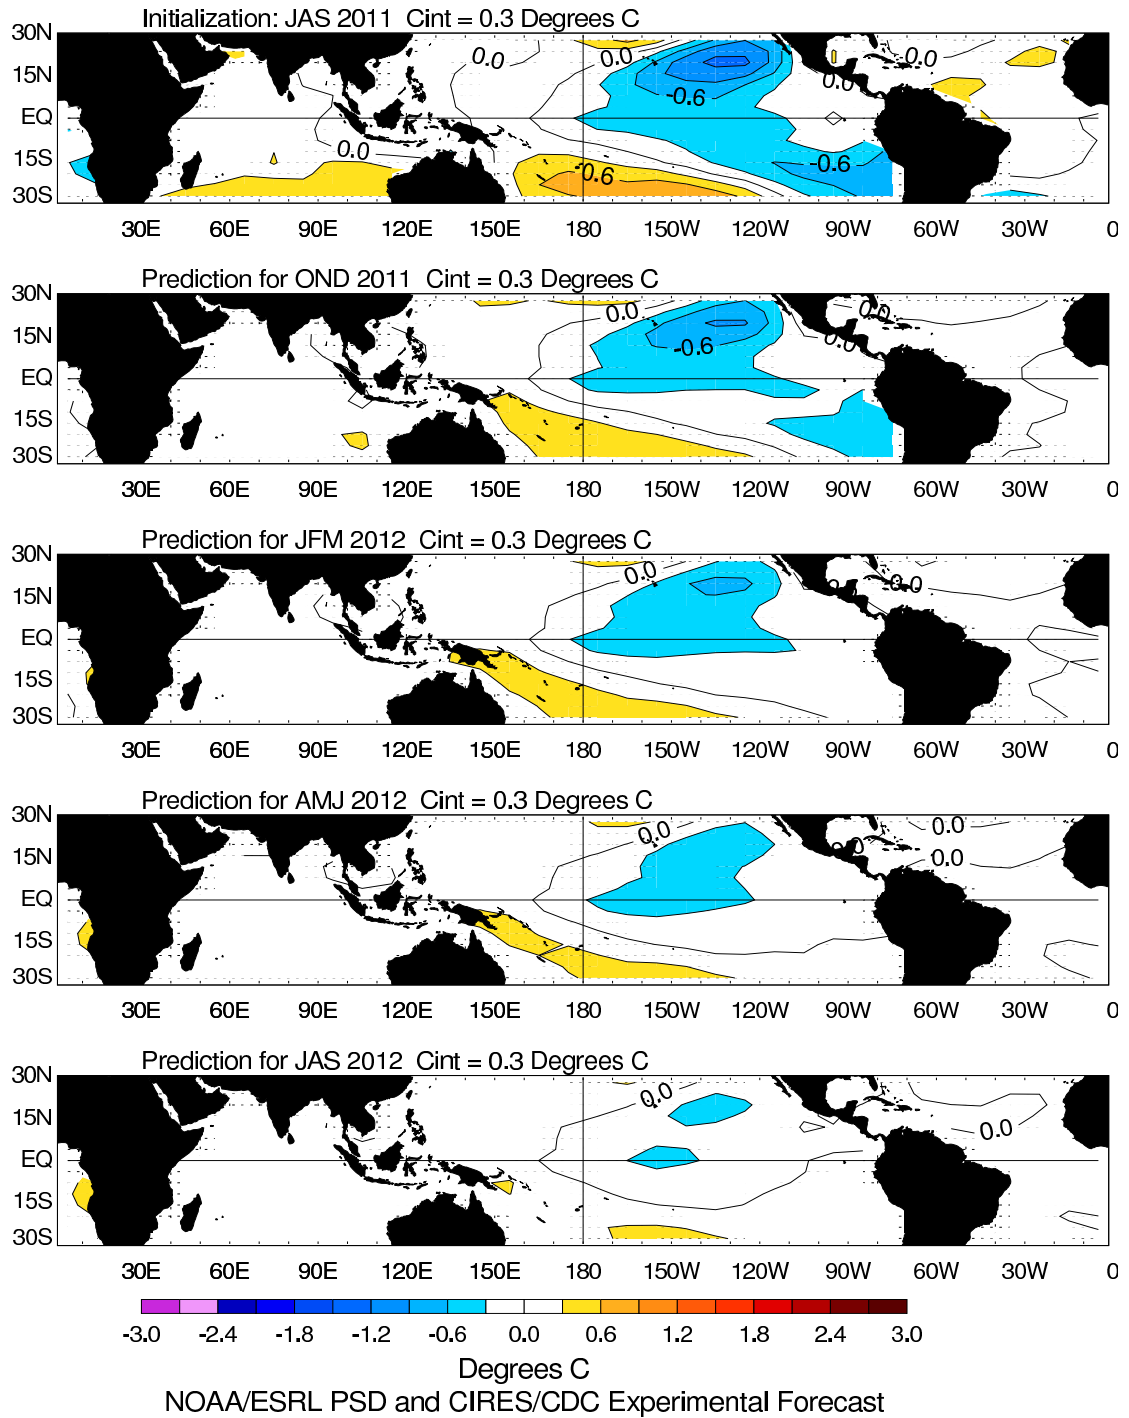 Initialization: JAS 2011 Cint = 0.3 Degrees C
30N
15N
EQ
15S
30S
0.0
0.0
0.0
0.0
-0.6
0.0
-0.6
-0.6
30E 60E 90E 120E 150E 180 150W 120W 90W 60W 30W 0
Prediction for OND 2011 Cint = 0.3 Degrees C
30N
15N
EQ
15S
30S
0.0
0.0
-0.6
0.0
30E 60E 90E 120E 150E 180 150W 120W 90W 60W 30W 0
Prediction for JFM 2012 Cint = 0.3 Degrees C
30N
15N
EQ
15S
30S
0.0
0.0
0.0
30E 60E 90E 120E 150E 180 150W 120W 90W 60W 30W 0
Prediction for AMJ 2012 Cint = 0.3 Degrees C
30N
15N
EQ
15S
30S
0.0
0.0
0.0
0.0
30E 60E 90E 120E 150E 180 150W 120W 90W 60W 30W 0
Prediction for JAS 2012 Cint = 0.3 Degrees C
30N
15N
EQ
15S
30S
0.0
0.0
30E 60E 90E 120E 150E 180 150W 120W 90W 60W 30W 0
-3.0 -2.4 -1.8 -1.2 -0.6 0.0 0.6 1.2 1.8 2.4 3.0
Degrees C
NOAA/ESRL PSD and CIRES/CDC Experimental Forecast